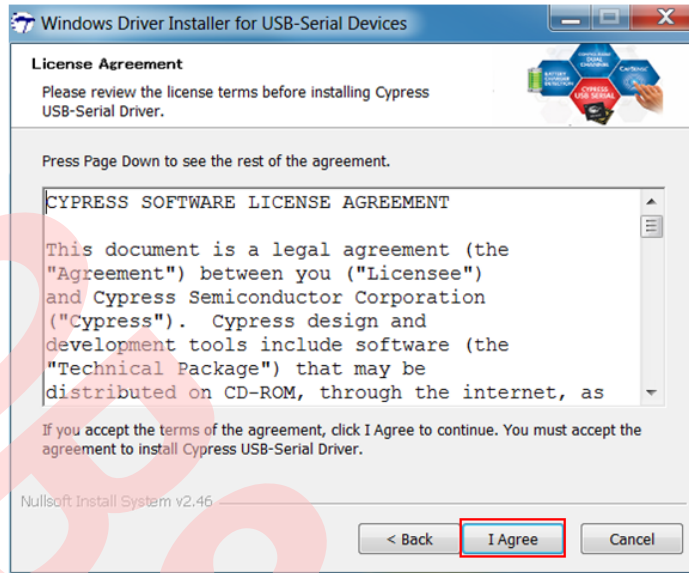 Windows Driver Installer for USB-Serial Devices
License Agreement
Please review the license terms before installing Cypress
USB-Serial Driver.
DUAL
CHANNEL
CYPRESS
USB SERIAL
Press Page Down to see the rest of the agreement.
CYPRESS SOFTWARE LICENSE AGREEMENT
This document is a legal agreement (the
"Agreement") between you ("Licensee")
and Cypress Semiconductor Corporation
("Cypress").  Cypress design and
development tools include software (the
"Technical Package") that may be
distributed on CD-ROM, through the internet, as
If you accept the terms of the agreement, click I Agree to continue. You must accept the
agreement to install Cypress USB-Serial Driver.
Nullsoft Install System v2.46
< Back
I Agree
Cancel